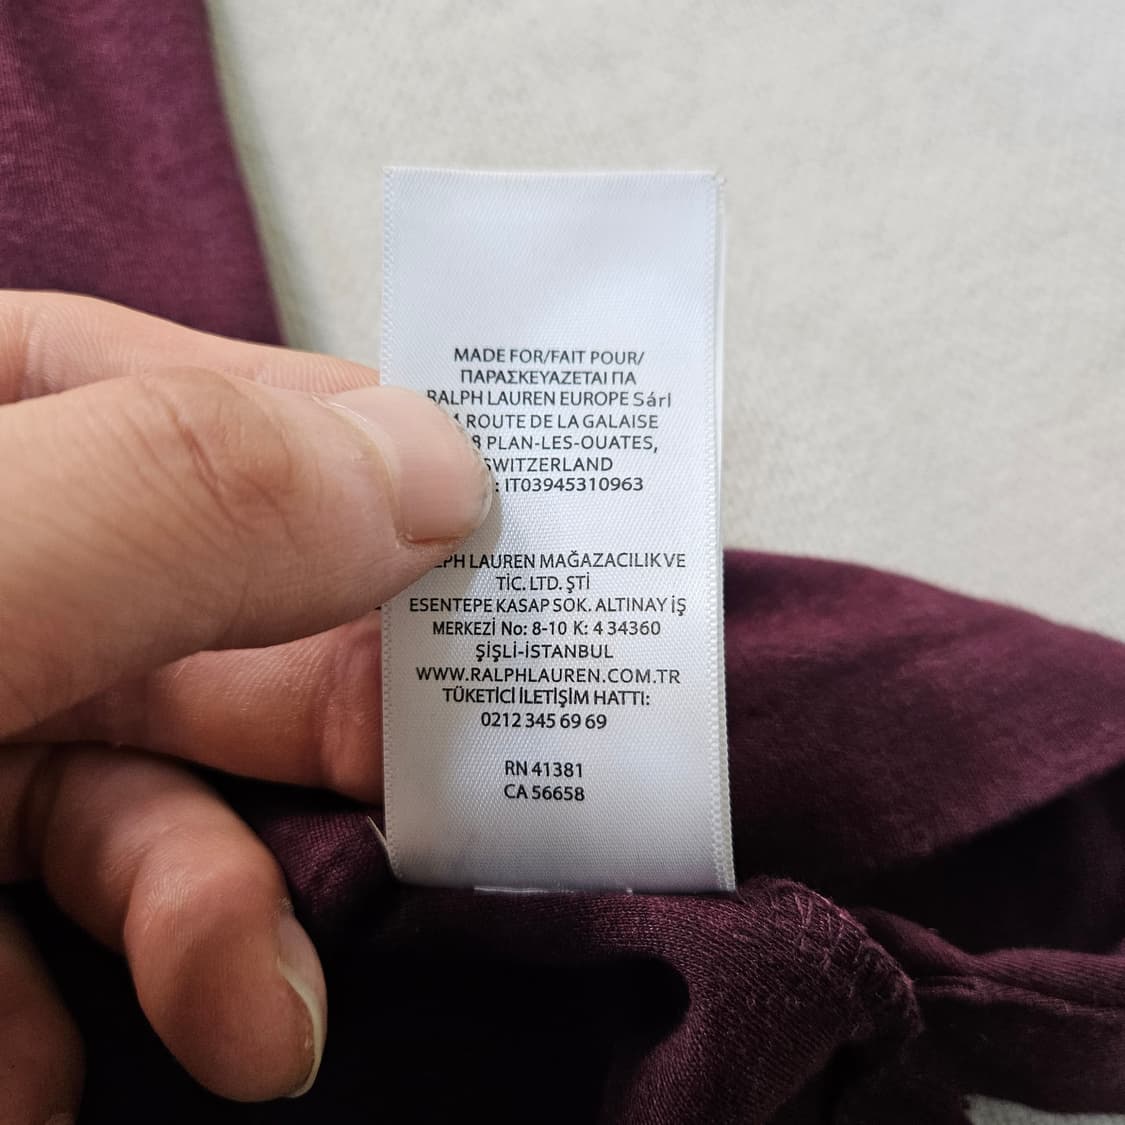 MADE FOR/FAIT POUR/
ΠΑΡΑΣΚΕΥΑΖΕΤΑΙ ΓΙΑ
RALPH LAUREN EUROPE Sárl
ROUTE DE LA GALAISE
PLAN-LES-OUATES,
SWITZERLAND
: IT03945310963
LAUREN MAĞAZACILIK VE
TİC. LTD. ŞTİ
ESENTEPE KASAP SOK. ALTINAY İŞ
MERKEZİ No: 8-10 K: 4 34360
ŞİŞLİ-İSTANBUL
WWW.RALPHLAUREN.COM.TR
TÜKETİCİ İLETİŞİM HATTI:
0212 345 69 69
RN 41381
CA 56658